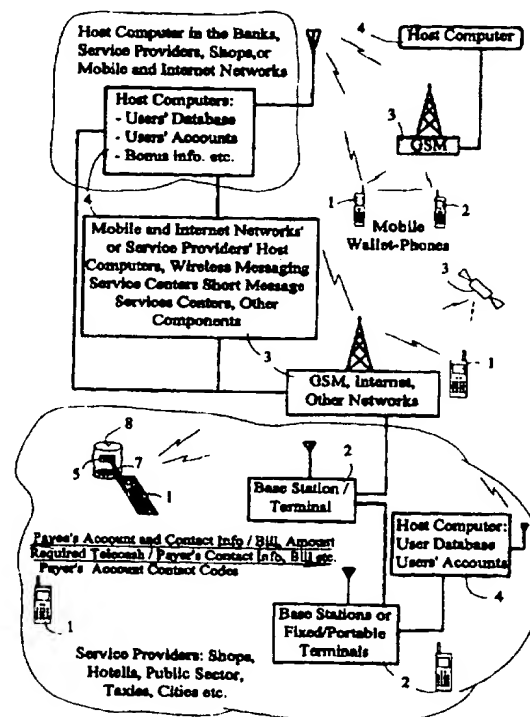 Host Computer in the Banks,
Service Providers, Shops,or
Mobile and Internet Networks
4
Host Computer
Host Computers:
- Users' Database
- Users' Accounts
- Bonus Info. etc.
3
GSM
4
1
2
Mobile
Wallet-Phones
Mobile and Internet Networks'
or Service Providers' Host
Computers, Wireless Messaging
Service Centers Short Message
Services Centers, Other
Components
3
3
1
GSM, Internet,
Other Networks
8
5
7
1
2
Base Station /
Terminal
Host Computer:
User Database
Users' Accounts
4
Payee's Account and Contact Info / Bill, Amount
Required Telecash / Payer's Contact Info, Bill etc.
Payer's Account Contact Codes
1
Base Stations or
Fixed/Portable
Terminals
2
1
Service Providers: Shops,
Hotells, Public Sector,
Taxies, Cities etc.